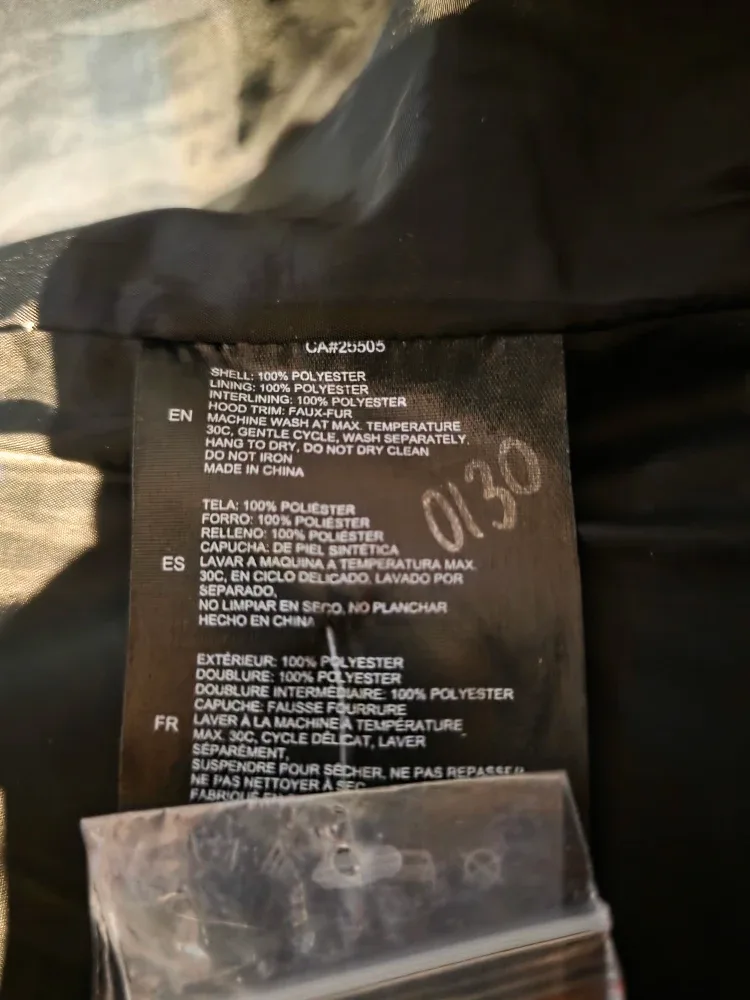 CA#25505
SHELL: 100% POLYESTER
LINING: 100% POLYESTER
INTERLINING: 100% POLYESTER
HOOD TRIM: FAUX-FUR
EN
MACHINE WASH AT MAX. TEMPERATURE
30C, GENTLE CYCLE, WASH SEPARATELY.
HANG TO DRY, DO NOT DRY CLEAN
DO NOT IRON
MADE IN CHINA
0130
TELA: 100% POLIÉSTER
FORRO: 100% POLIÉSTER
RELLENO: 100% POLIÉSTER
CAPUCHA: DE PIEL SINTÉTICA
ES
LAVAR A MAQUINA A TEMPERATURA MAX.
30C, EN CICLO DELICADO, LAVADO POR
SEPARADO,
NO LIMPIAR EN SECO, NO PLANCHAR
HECHO EN CHINA
EXTÉRIEUR: 100% POLYESTER
DOUBLURE: 100% POLYESTER
DOUBLURE INTERMÉDIAIRE: 100% POLYESTER
CAPUCHE: FAUSSE FOURRURE
FR
LAVER À LA MACHINE À TEMPÉRATURE
MAX. 30C, CYCLE DÉLICAT, LAVER
SÉPARÉMENT,
SUSPENDRE POUR SÉCHER, NE PAS REPASSER
NE PAS NETTOYER À SEC
FABRIQUÉ